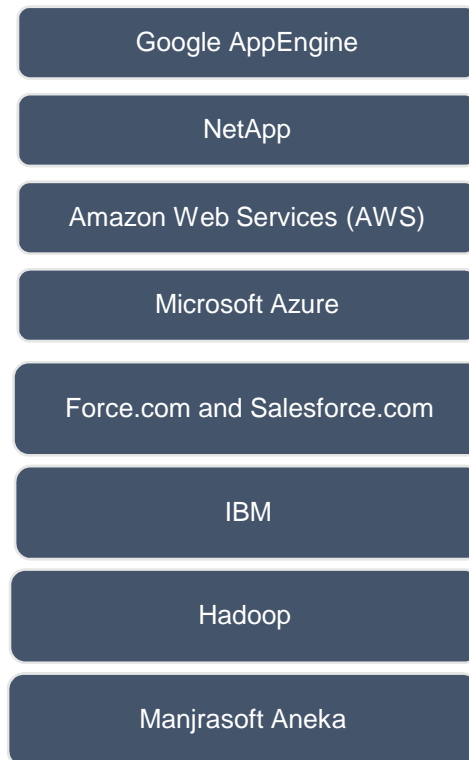 Google AppEngine
NetApp
Amazon Web Services (AWS)
Microsoft Azure
Force.com and Salesforce.com
IBM
Hadoop
Manjrasoft Aneka